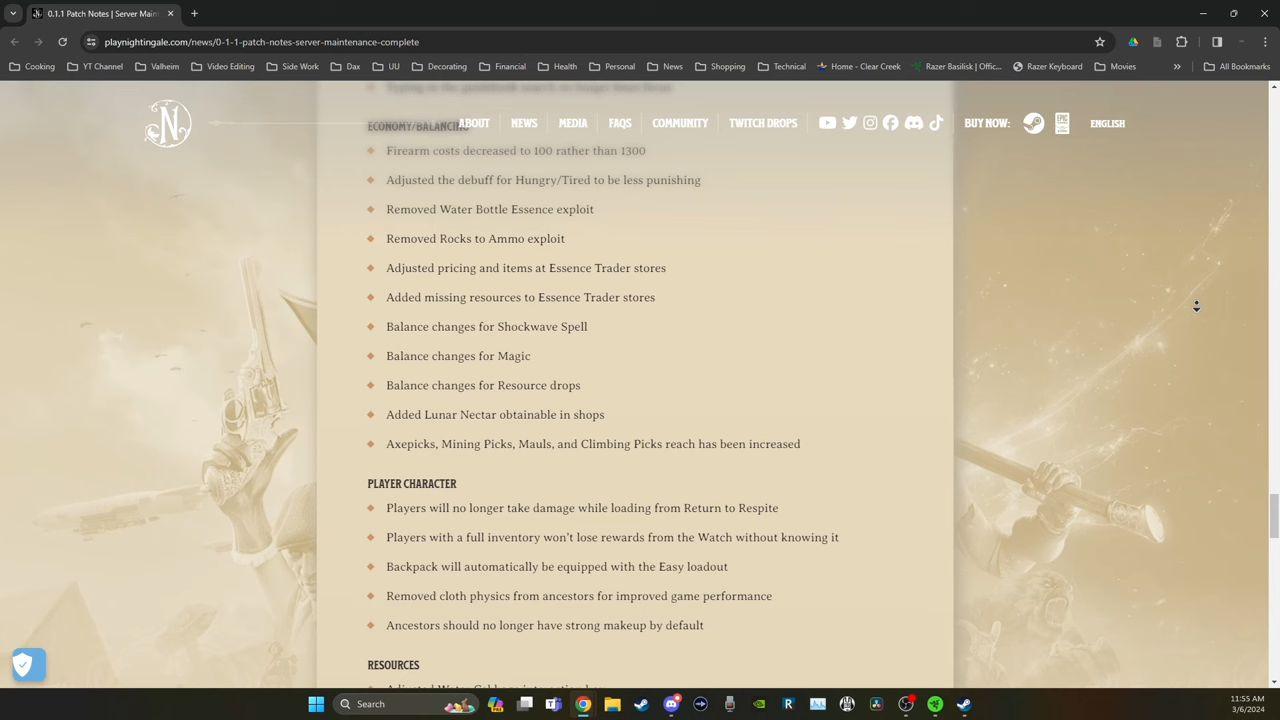 0.1.1 Patch Notes | Server Main
playnightingale.com/news/0-1-1-patch-notes-server-maintenance-complete
Cooking
YT Channel
Valheim
Video Editing
Side Work
Dax
UU
Decorating
Financial
Health
Personal
News
Shopping
Technical
Home - Clear Creek
Razer Basilisk | Offic...
Razer Keyboard
Movies
All Bookmarks
N
ABOUT
NEWS
MEDIA
FAQS
COMMUNITY
TWITCH DROPS
BUY NOW:
ENGLISH
ECONOMY/BALANCING
Firearm costs decreased to 100 rather than 1300
Adjusted the debuff for Hungry/Tired to be less punishing
Removed Water Bottle Essence exploit
Removed Rocks to Ammo exploit
Adjusted pricing and items at Essence Trader stores
Added missing resources to Essence Trader stores
Balance changes for Shockwave Spell
Balance changes for Magic
Balance changes for Resource drops
Added Lunar Nectar obtainable in shops
Axepicks, Mining Picks, Mauls, and Climbing Picks reach has been increased
PLAYER CHARACTER
Players will no longer take damage while loading from Return to Respite
Players with a full inventory won't lose rewards from the Watch without knowing it
Backpack will automatically be equipped with the Easy loadout
Removed cloth physics from ancestors for improved game performance
Ancestors should no longer have strong makeup by default
RESOURCES
Search
11:55 AM
3/6/2024